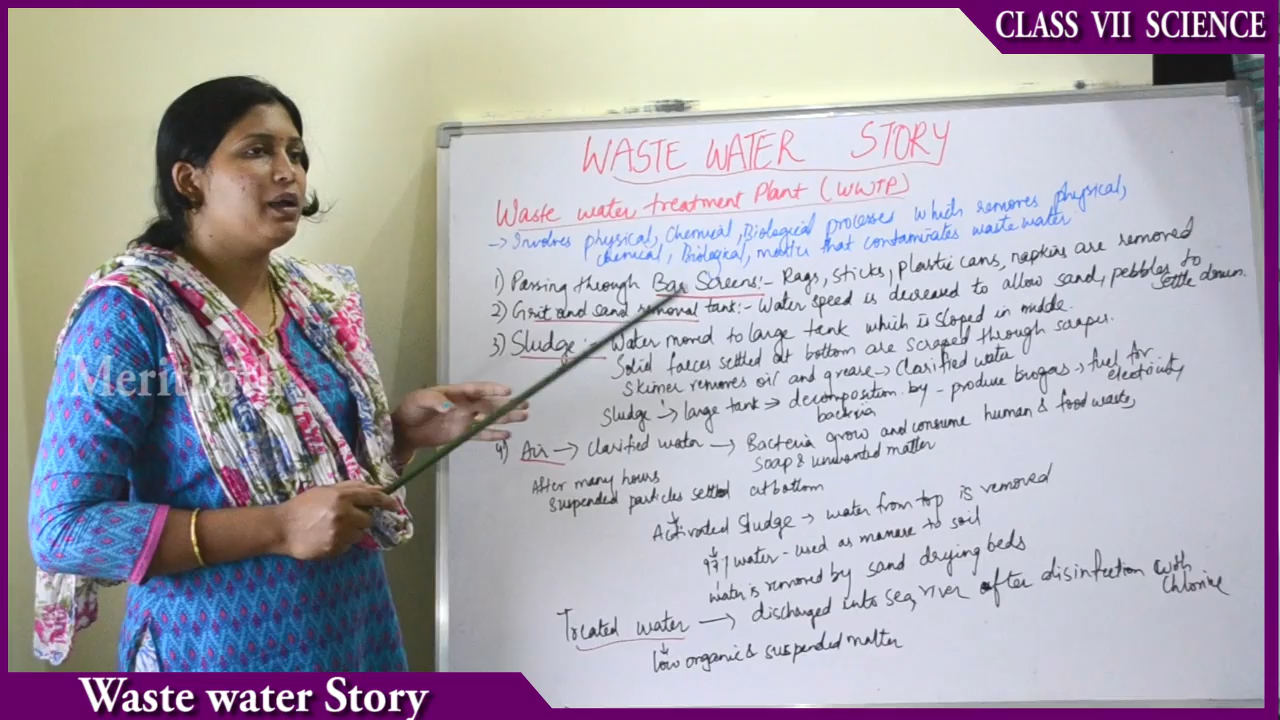 CLASS VII SCIENCE
WASTE WATER STORY
Waste water treatment Plant (WWTP)
→ Involves physical, Chemical, Biological processes which removes physical,
chemical, Biological, matter that contaminates waste water.
1) Passing through Bar Screens:- Rags, sticks, plastic cans, napkins are removed
2) Grit and sand removal tank:- Water speed is decreased to allow sand, pebbles to
settle down.
3) Sludge:- Water moved to large tank which is sloped in middle.
Solid faeces settled at bottom are scraped through scraper.
Skimer removes oil and grease → Clarified water
Sludge → large tank → decomposition by - produce biogas → fuel for
bacteria electricity
4) Air → clarified water → Bacteria grow and consume human & food waste,
soap & unwanted matter
After many hours
suspended particles settled at bottom
Activated Sludge → water from top is removed
97% water - used as manure to soil
water is removed by sand drying beds
Treated water → discharged into sea, river after disinfection with
chlorine
low organic & suspended matter
Meritpath
Waste water Story